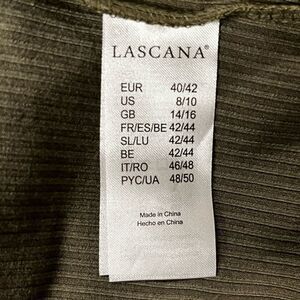 LASCANA®
EUR 40/42
US 8/10
GB 14/16
FR/ES/BE 42/44
SL/LU 42/44
BE 42/44
IT/RO 46/48
PYC/UA 48/50
Made in China
Hecho en China